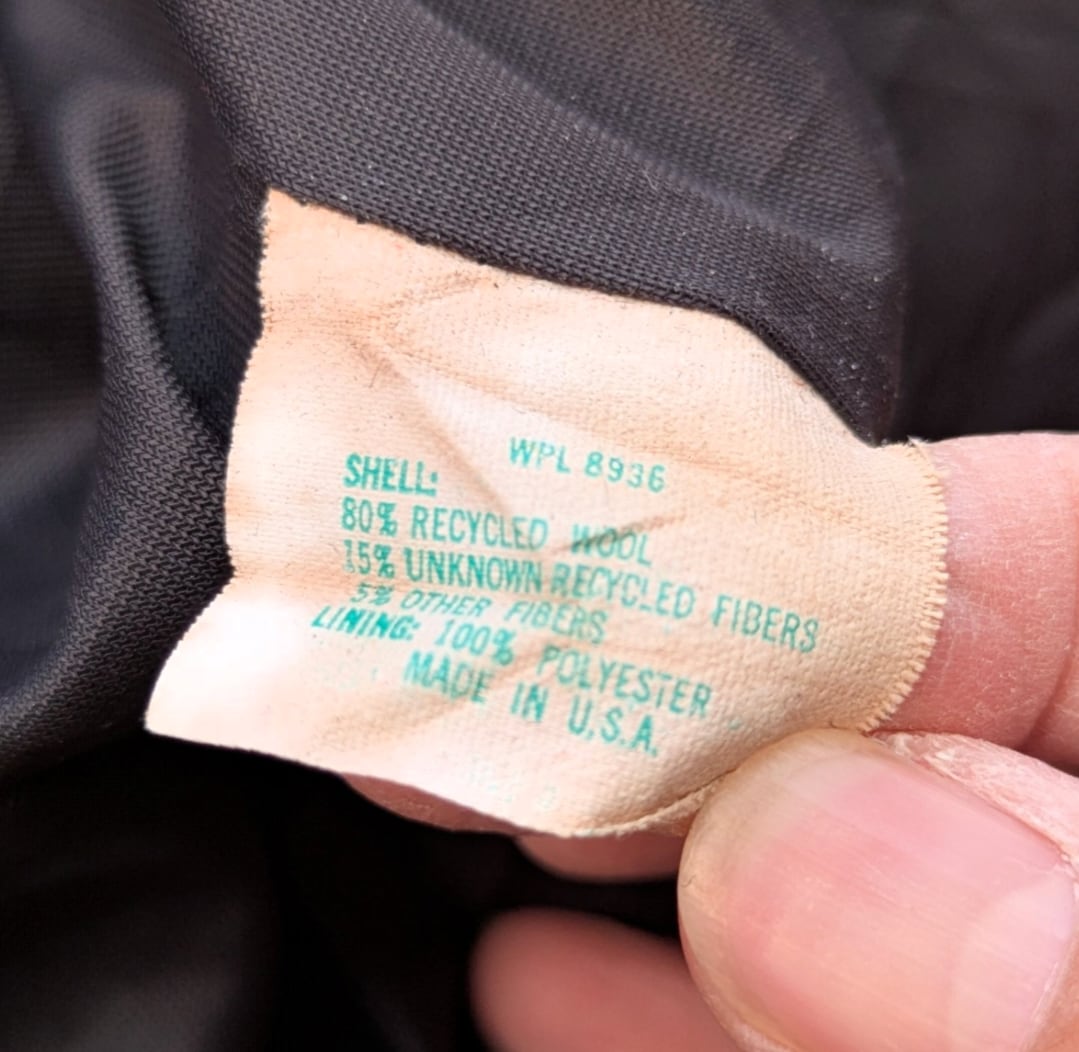 WPL 8936
SHELL:
80% RECYCLED WOOL
15% UNKNOWN RECYCLED FIBERS
5% OTHER FIBERS
LINING: 100% POLYESTER
MADE IN U.S.A.